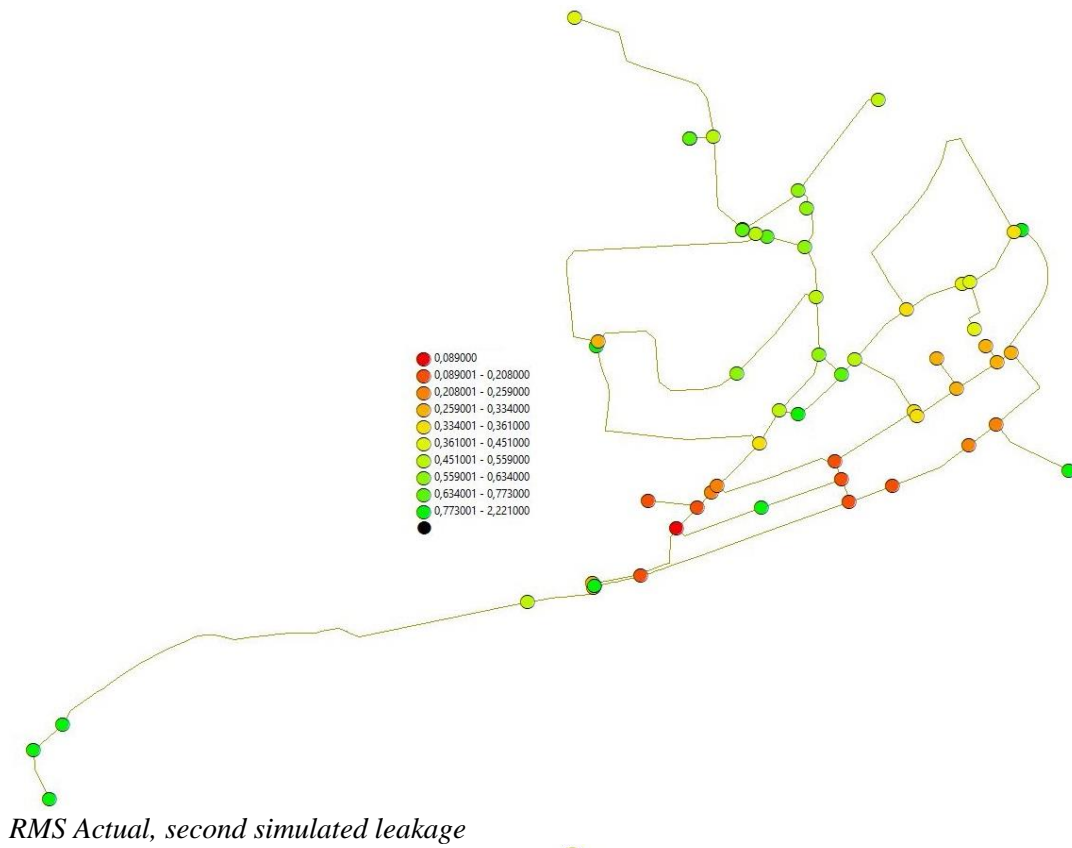 0,089000
0,089001 - 0,208000
0,208001 - 0,259000
0,259001 - 0,334000
0,334001 - 0,361000
0,361001 - 0,451000
0,451001 - 0,559000
0,559001 - 0,634000
0,634001 - 0,773000
0,773001 - 2,221000
RMS Actual, second simulated leakage